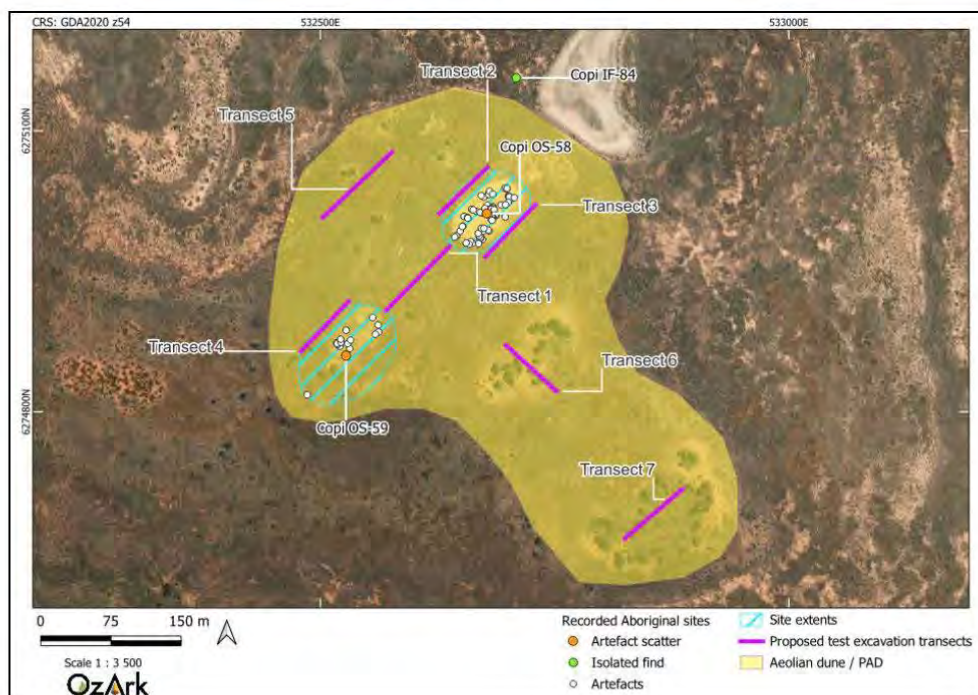 CRS: GDA2020 z54
532500E
533000E
6275100N
6274800N
Transect 2
Copi IF-84
Transect 5
Copi OS-58
Transect 3
Transect 1
Transect 4
Transect 6
Copi OS-59
Transect 7
0 75 150 m
Scale 1 : 3 500
OzArk
Recorded Aboriginal sites
Artefact scatter
Isolated find
Artefacts
Site extents
Proposed test excavation transects
Aeolian dune / PAD